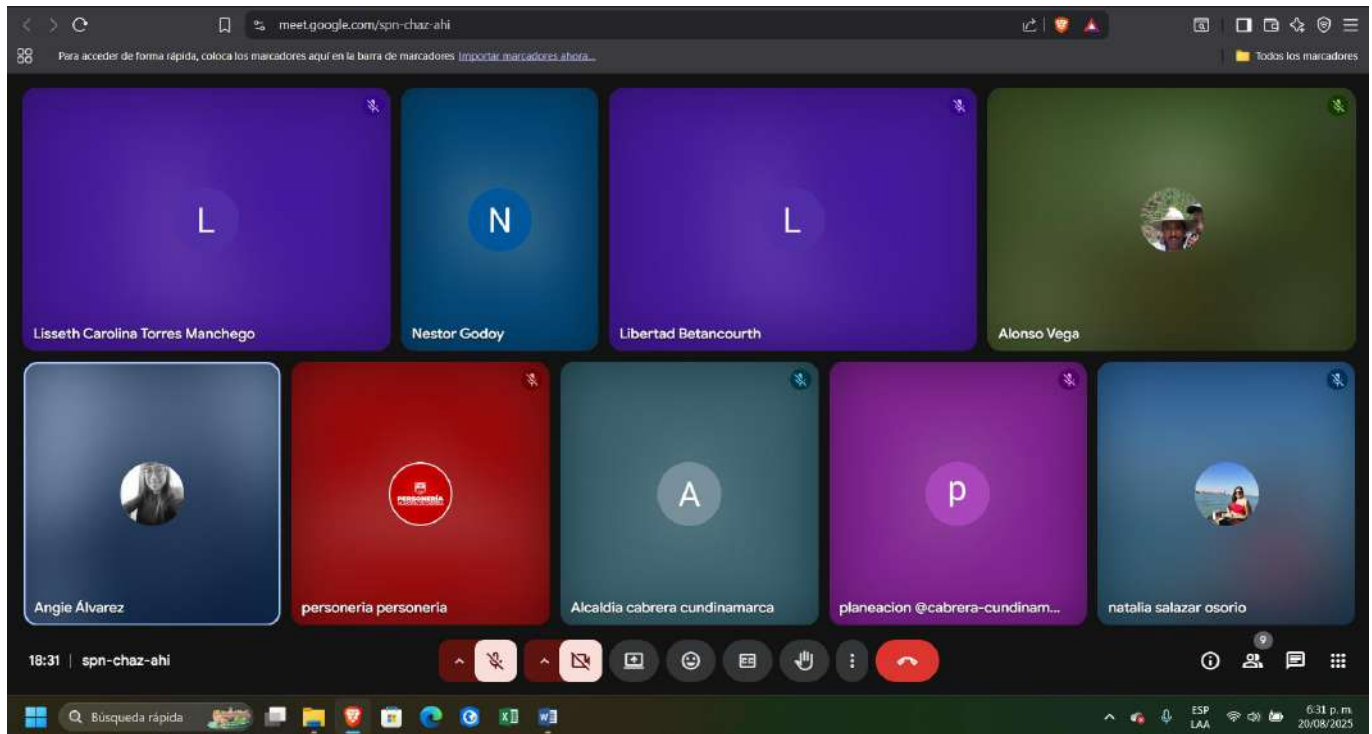 meet.google.com/spn-chaz-ahi
Para acceder de forma rápida, coloca los marcadores aquí en la barra de marcadores Importar marcadores ahora...
Todos los marcadores
L
N
L
Lisseth Carolina Torres Manchego
Nestor Godoy
Libertad Betancourth
Alonso Vega
PERSONERÍA
A
p
Angie Álvarez
personeria personeria
Alcaldia cabrera cundinamarca
planeacion @cabrera-cundinam...
natalia salazar osorio
18:31 | spn-chaz-ahi
9
Búsqueda rápida
ESP
LAA
6:31 p. m.
20/08/2025